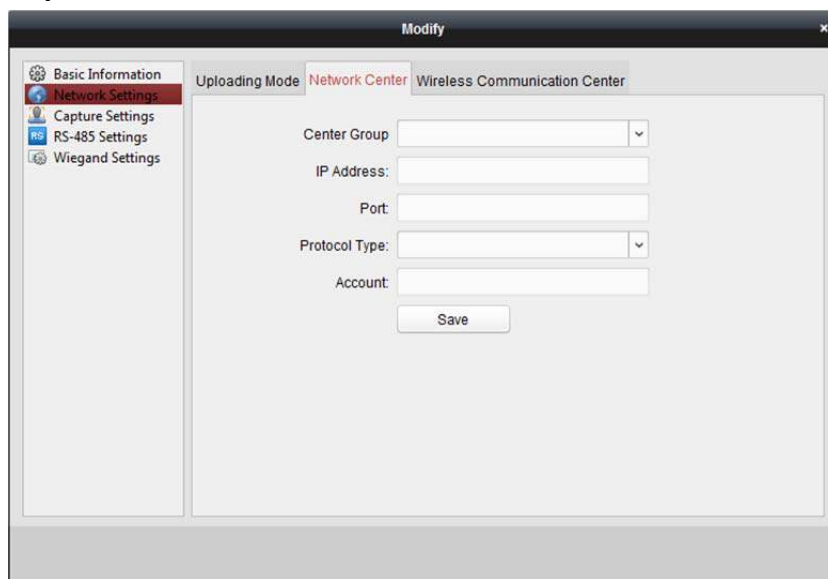 Modify
×
Basic Information
Network Settings
Capture Settings
RS RS-485 Settings
Wiegand Settings
Uploading Mode Network Center Wireless Communication Center
Center Group
IP Address:
Port:
Protocol Type:
Account:
Save